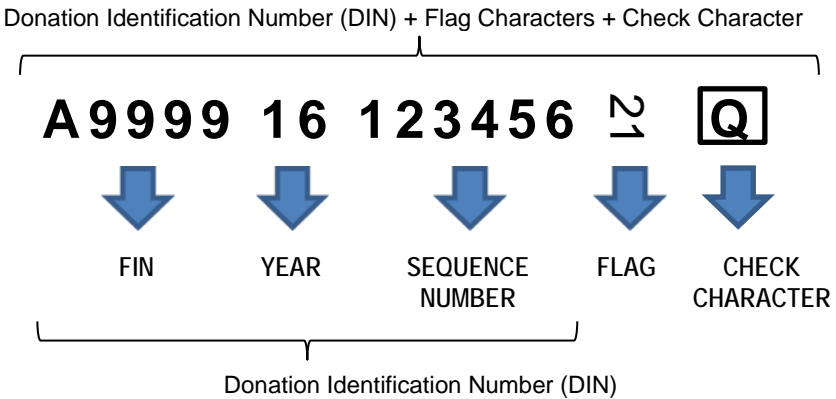 Donation Identification Number (DIN) + Flag Characters + Check Character
A9999 16 123456 21 Q
FIN YEAR SEQUENCE FLAG CHECK
NUMBER CHARACTER
Donation Identification Number (DIN)